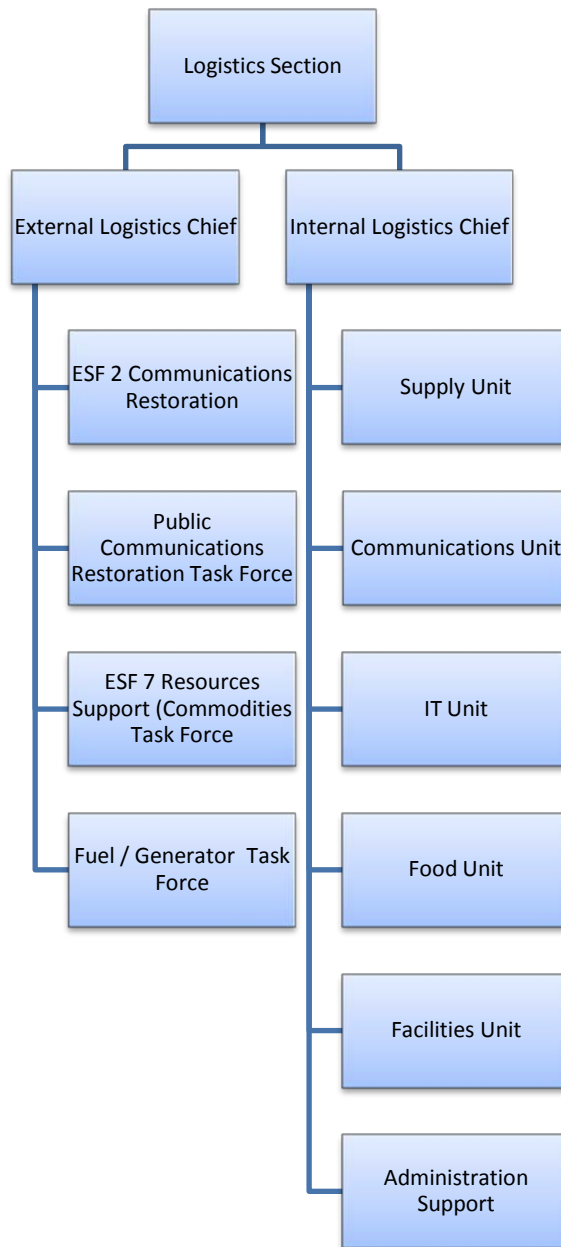 Logistics Section
External Logistics Chief
Internal Logistics Chief
ESF 2 Communications
Restoration
Public
Communications
Restoration Task Force
ESF 7 Resources
Support (Commodities
Task Force
Fuel / Generator  Task
Force
Supply Unit
Communications Unit
IT Unit
Food Unit
Facilities Unit
Administration
Support